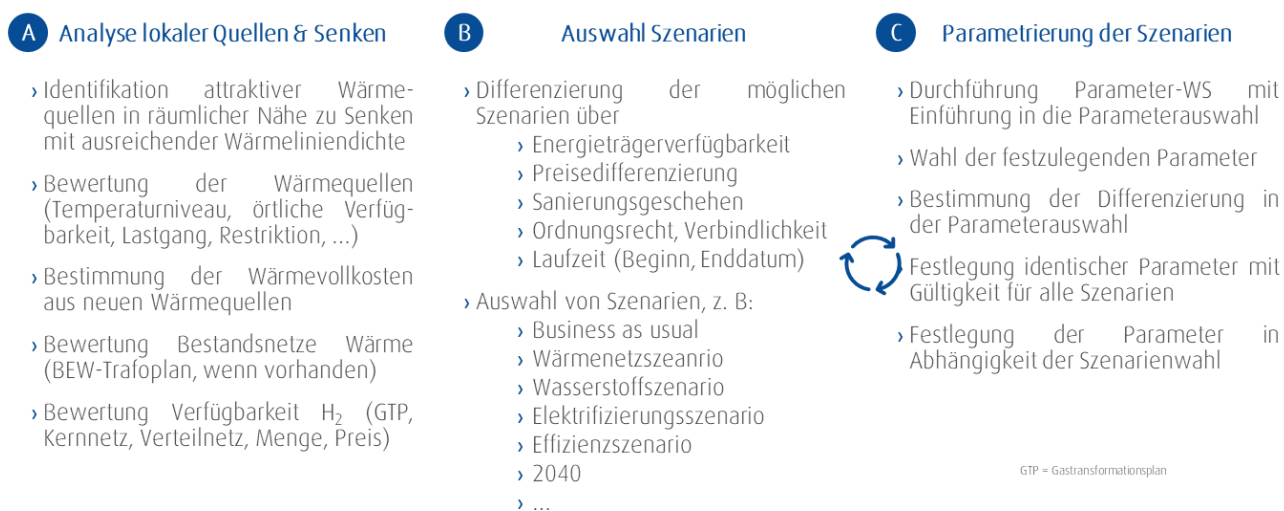 A Analyse lokaler Quellen & Senken
› Identifikation attraktiver Wärme-
quellen in räumlicher Nähe zu Senken
mit ausreichender Wärmeliniendichte
› Bewertung der Wärmequellen
(Temperaturniveau, örtliche Verfüg-
barkeit, Lastgang, Restriktion, ...)
› Bestimmung der Wärmevollkosten
aus neuen Wärmequellen
› Bewertung Bestandsnetze Wärme
(BEW-Trafoplan, wenn vorhanden)
› Bewertung Verfügbarkeit H₂ (GTP,
Kernnetz, Verteilnetz, Menge, Preis)
B Auswahl Szenarien
› Differenzierung der möglichen
Szenarien über
› Energieträgerverfügbarkeit
› Preisedifferenzierung
› Sanierungsgeschehen
› Ordnungsrecht, Verbindlichkeit
› Laufzeit (Beginn, Enddatum)
› Auswahl von Szenarien, z. B:
› Business as usual
› Wärmenetzszeanrio
› Wasserstoffszenario
› Elektrifizierungsszenario
› Effizienzszenario
› 2040
› ...
C Parametrierung der Szenarien
› Durchführung Parameter-WS mit
Einführung in die Parameterauswahl
› Wahl der festzulegenden Parameter
› Bestimmung der Differenzierung in
der Parameterauswahl
› Festlegung identischer Parameter mit
Gültigkeit für alle Szenarien
› Festlegung der Parameter in
Abhängigkeit der Szenarienwahl
GTP = Gastransformationsplan